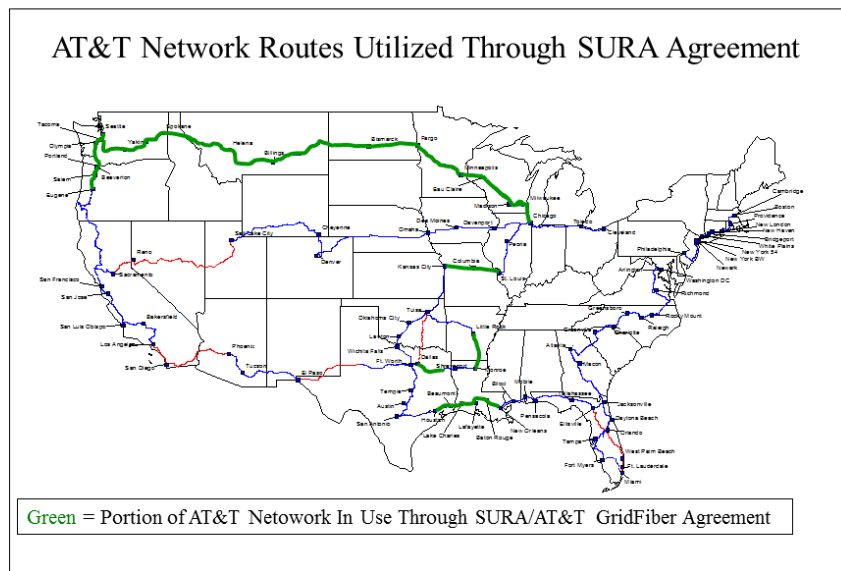 AT&T Network Routes Utilized Through SURA Agreement
Tacoma
Seattle
Spokane
Yakima
Olympia
Portland
Helena
Billings
Bismarck
Fargo
Salem
Beaverton
Eugene
Minneapolis
Eau Claire
Madison
Milwaukee
Chicago
Cambridge
Boston
Providence
New London
New Haven
Bridgeport
White Plains
New York 54
New York BW
Newark
Philadelphia
Toledo
Cleveland
Des Moines
Davenport
Omaha
Peoria
Cheyenne
Salt Lake City
Denver
Reno
Sacramento
San Francisco
San Jose
Kansas City
Columbia
St. Louis
Arlington
Washington DC
Richmond
San Luis Obispo
Bakersfield
Los Angeles
San Diego
Phoenix
Tucson
El Paso
Tulsa
Oklahoma City
Lawton
Wichita Falls
Little Rock
Dallas
Ft. Worth
Shreveport
Monroe
Greensboro
Rocky Mount
Raleigh
Charlotte
Greenville
Atlanta
Macon
Temple
Austin
San Antonio
Beaumont
Houston
Lake Charles
Lafayette
Baton Rouge
New Orleans
Biloxi
Mobile
Pensacola
Tallahassee
Jacksonville
Daytona Beach
Ellisville
Orlando
Tampa
West Palm Beach
Fort Myers
Ft. Lauderdale
Miami
Green = Portion of AT&T Netowork In Use Through SURA/AT&T GridFiber Agreement